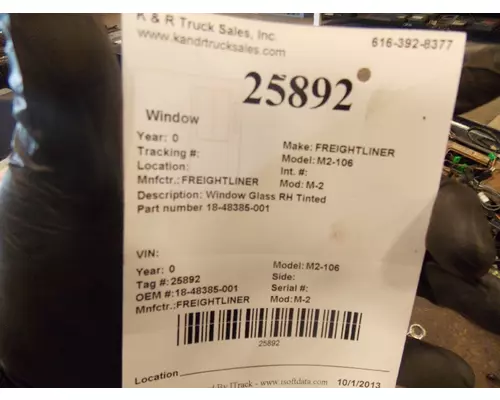 K & R Truck Sales, Inc.
www.kandrtrucksales.com
616-392-8377
25892
Window
Year: 0
Make: FREIGHTLINER
Tracking #:
Model: M2-106
Location:
Int. #:
Mnfctr.:FREIGHTLINER
Mod: M-2
Description: Window Glass RH Tinted
Part number 18-48385-001
VIN:
Year: 0
Model: M2-106
Tag #:25892
Side:
OEM #:18-48385-001
Serial #:
Mnfctr.:FREIGHTLINER
Mod:M-2
25892
Location
By ITrack - www.isoftdata.com
10/1/2013